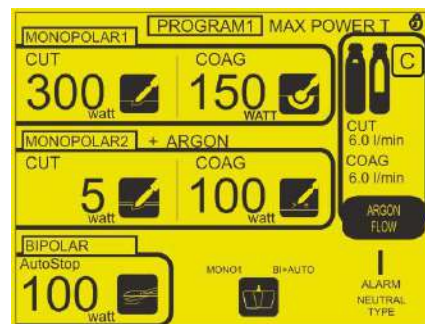 PROGRAM1 MAX POWER T
MONOPOLAR1
CUT
300 watt
COAG
150 WATT
MONOPOLAR2 + ARGON
CUT
5 watt
COAG
100 watt
BIPOLAR
AutoStop
100 watt
MONO1 BI+AUTO
C
CUT
6.0 l/min
COAG
6.0 l/min
ARGON
FLOW
ALARM
NEUTRAL
TYPE